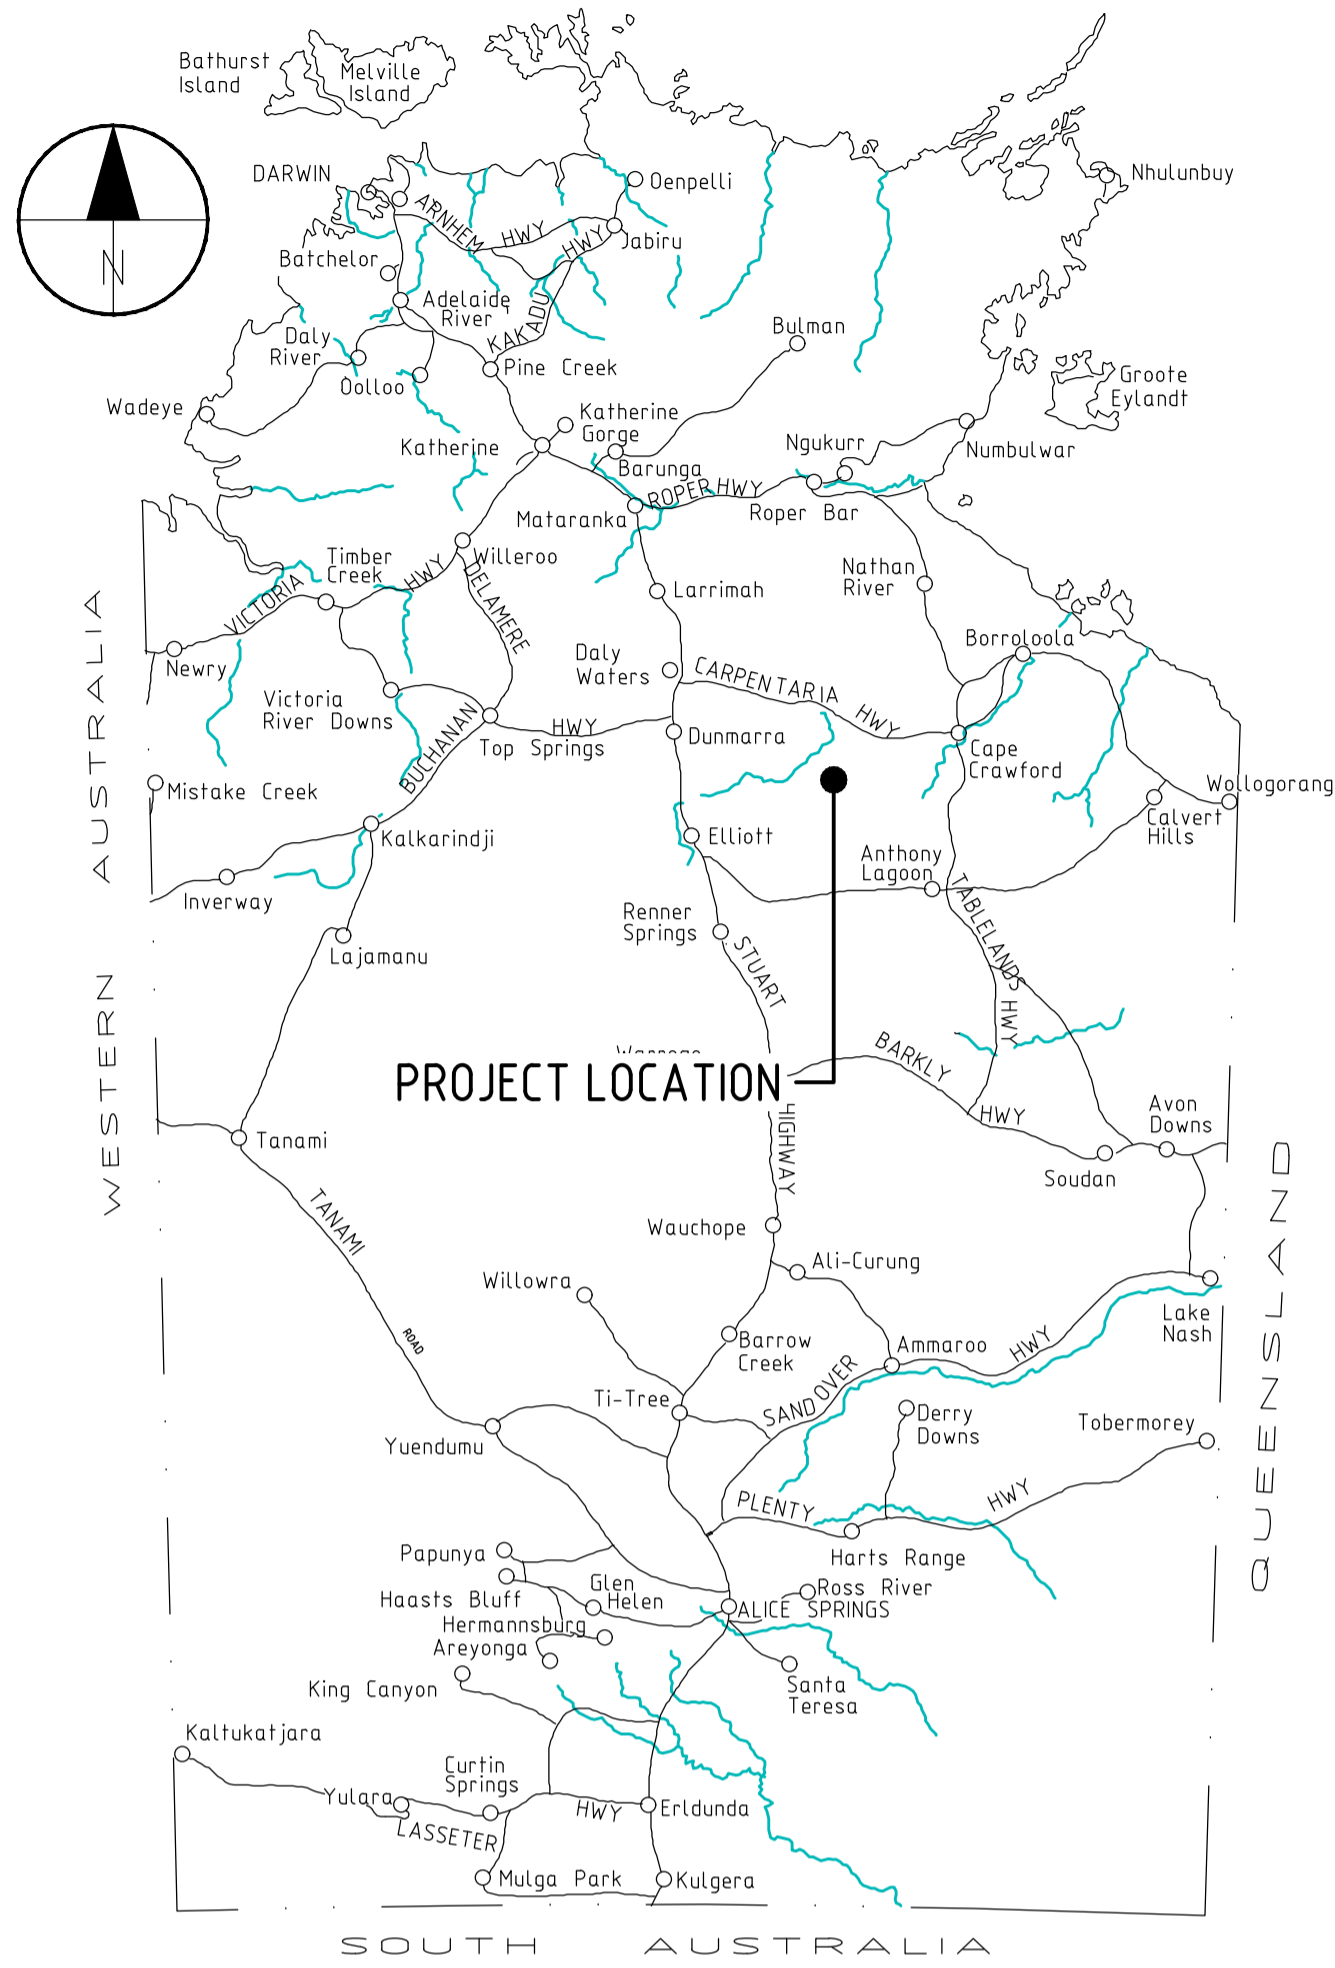 Bathurst
Island
Melville
Island
DARWIN
Oenpelli
Nhulunbuy
ARNHEM
HWY
HWY
Jabiru
Batchelor
Adelaide
River
KAKADU
Daly
River
Oolloo
Pine Creek
Bulman
Groote
Eylandt
Wadeye
Katherine
Katherine
Gorge
Barunga
Ngukurr
Numbulwar
ROPER HWY
Roper Bar
Mataranka
Timber
Creek
HWY
Willeroo
VICTORIA
DELAMERE
Larrimah
Nathan
River
Newry
Daly
Waters
Borroloola
CARPENTARIA
HWY
Victoria
River Downs
BUCHANAN
HWY
Top Springs
Dunmarra
Cape
Crawford
Mistake Creek
Wollogorang
Calvert
Hills
Kalkarindji
Elliott
Anthony
Lagoon
Inverway
Renner
Springs
Lajamanu
STUART
TABLELANDS
HWY
BARKLY
HWY
PROJECT LOCATION
HIGHWAY
Avon
Downs
Soudan
Tanami
TANAMI
ROAD
Wauchope
Ali-Curung
Willowra
Barrow
Creek
Ammaroo
HWY
Lake
Nash
SANDOVER
Ti-Tree
Derry
Downs
Tobermorey
Yuendumu
PLENTY
HWY
Harts Range
Papunya
Haasts Bluff
Glen
Helen
Ross River
ALICE SPRINGS
Hermannsburg
Areyonga
King Canyon
Santa
Teresa
Kaltukatjara
Curtin
Springs
Yulara
LASSETER
HWY
Erldunda
Mulga Park
Kulgera
WESTERN AUSTRALIA
QUEENSLAND
SOUTH AUSTRALIA
N